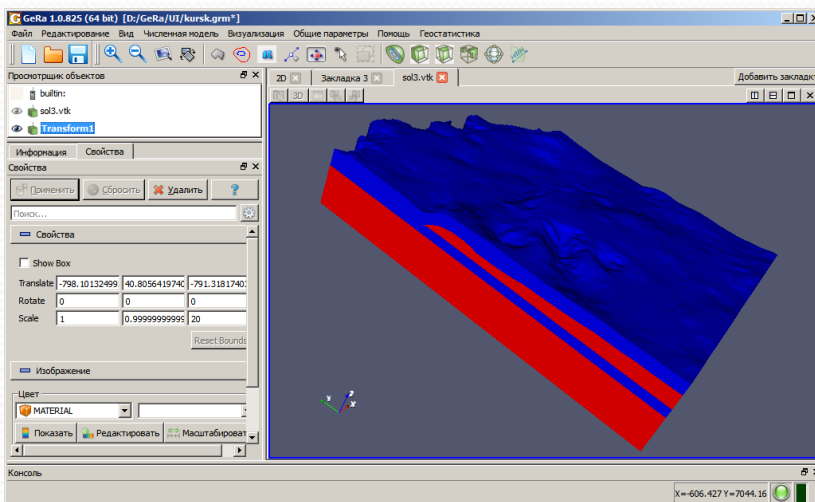 GeRa 1.0.825 (64 bit) [D:/GeRa/UI/kursk.grm*]
Файл Редактирование Вид Численная модель Визуализация Общие параметры Помощь Геостатистика
Просмотрщик объектов
builtin:
sol3.vtk
Transform1
Информация Свойства
Свойства
Применить Сбросить Удалить ?
Поиск...
Свойства
Show Box
Translate -798.10132499 40.8056419740 -791.3181740
Rotate 0 0 0
Scale 1 0.99999999999 20
Reset Bounds
Изображение
Цвет
MATERIAL
Показать Редактировать Масштабироват
2D Закладка 3 sol3.vtk Добавить закладк
3D
Y Z X
Консоль
X=-606.427 Y=7044.16